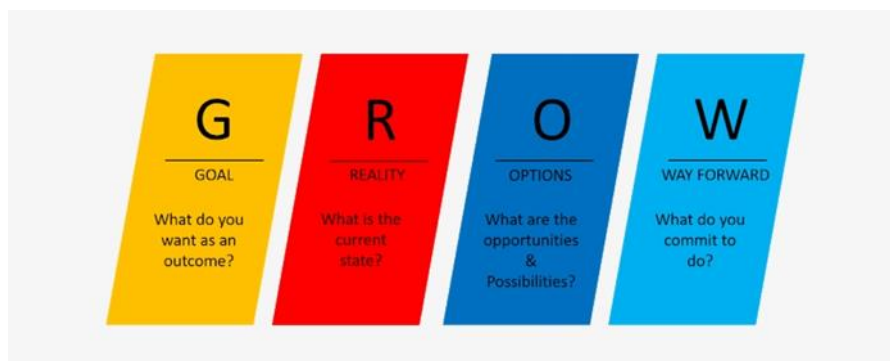 G
GOAL
What do you
want as an
outcome?
R
REALITY
What is the
current
state?
O
OPTIONS
What are the
opportunities
&
Possibilities?
W
WAY FORWARD
What do you
commit to
do?